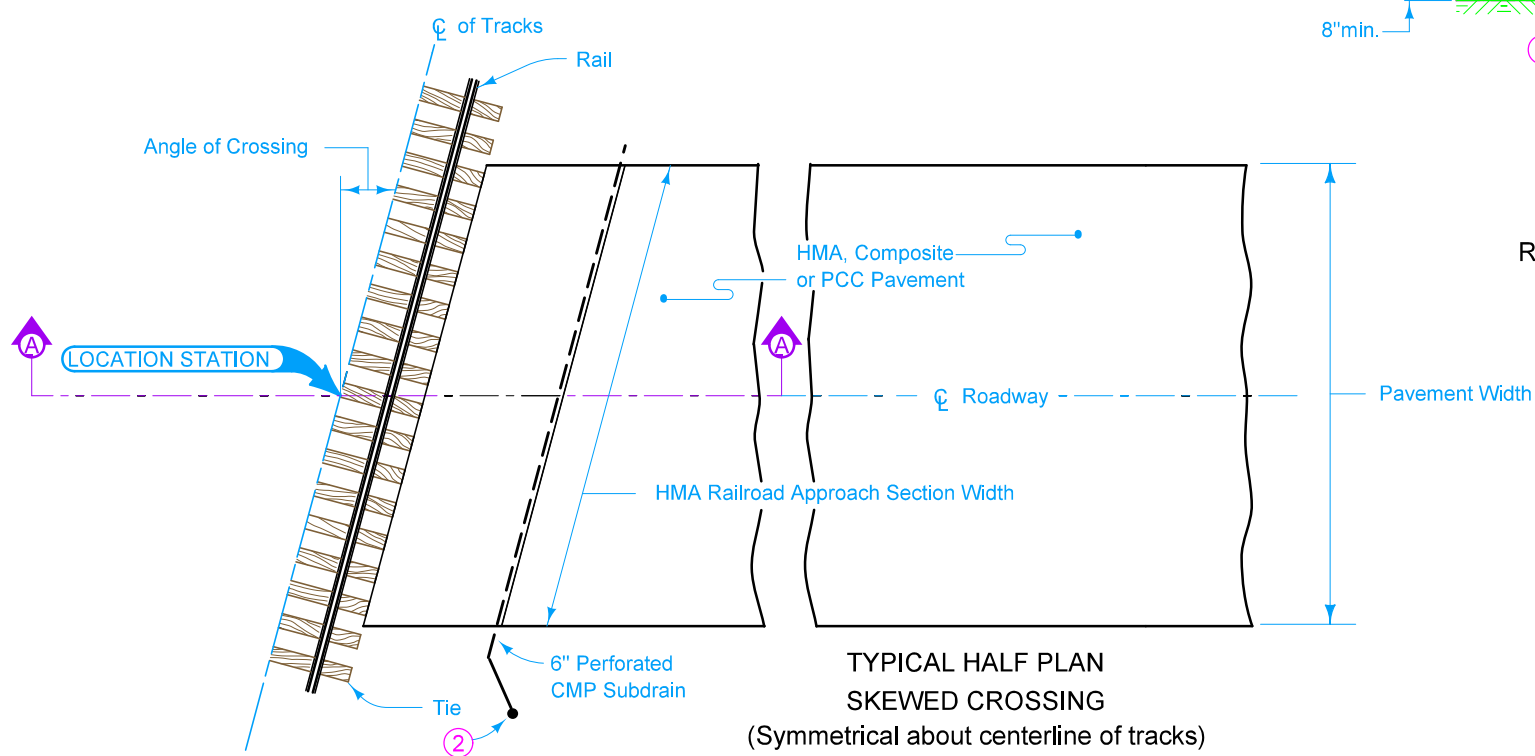 ℄ of Tracks
Rail
8"min.
Angle of Crossing
R
HMA, Composite
or PCC Pavement
A
A
LOCATION STATION
℄ Roadway
Pavement Width
HMA Railroad Approach Section Width
6" Perforated
CMP Subdrain
Tie
2
TYPICAL HALF PLAN
SKEWED CROSSING
(Symmetrical about centerline of tracks)